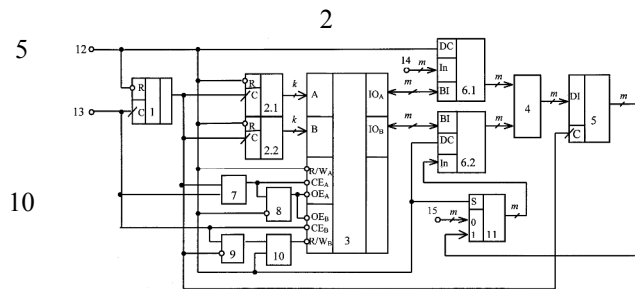 2
5
10
12
13
R
C
1
R
C
2.1
R
C
2.2
k
k
A
B
IOA
IOB
R/WA
CEA
OEA
OEB
CEB
R/WB
3
7
8
9
10
m
m
14
m
DC
In
BI
6.1
BI
DC
In
6.2
m
m
4
m
DI
C
5
m
15
m
S
0
1
11
m